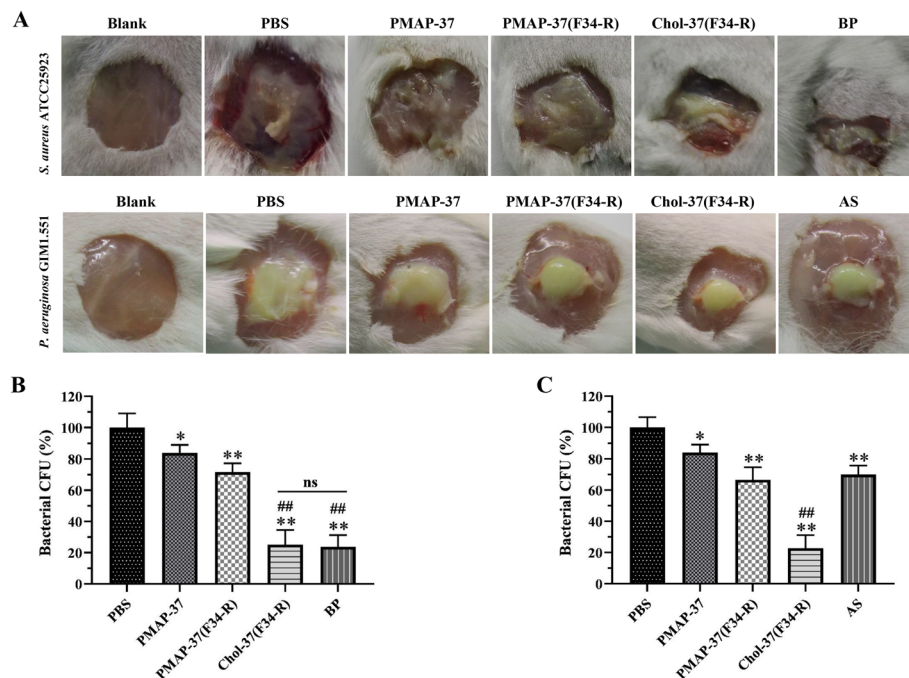 A
Blank PBS PMAP-37 PMAP-37(F34-R) Chol-37(F34-R) BP
S. aureus ATCC25923
Blank PBS PMAP-37 PMAP-37(F34-R) Chol-37(F34-R) AS
P. aeruginosa GIM1.551
B
Bacterial CFU (%)
120
100
80
60
40
20
0
*
**
##
**
ns
##
**
PBS
PMAP-37
PMAP-37(F34-R)
Chol-37(F34-R)
BP
C
Bacterial CFU (%)
120
100
80
60
40
20
0
*
**
##
**
**
PBS
PMAP-37
PMAP-37(F34-R)
Chol-37(F34-R)
AS